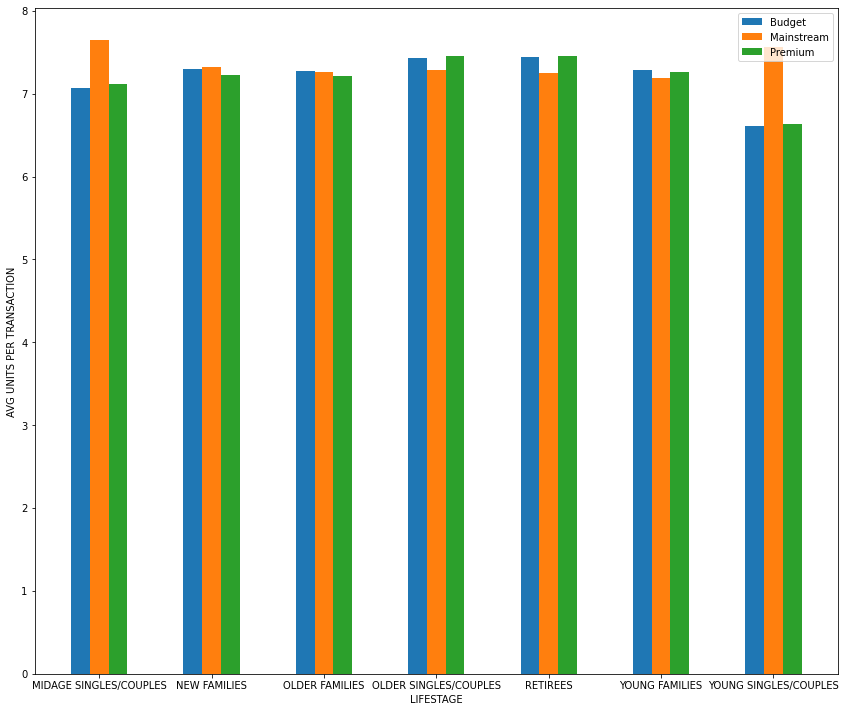 Budget
Mainstream
Premium
8
7
6
5
4
3
2
1
0
AVG UNITS PER TRANSACTION
MIDAGE SINGLES/COUPLES NEW FAMILIES OLDER FAMILIES OLDER SINGLES/COUPLES RETIREES YOUNG FAMILIES YOUNG SINGLES/COUPLES
LIFESTAGE